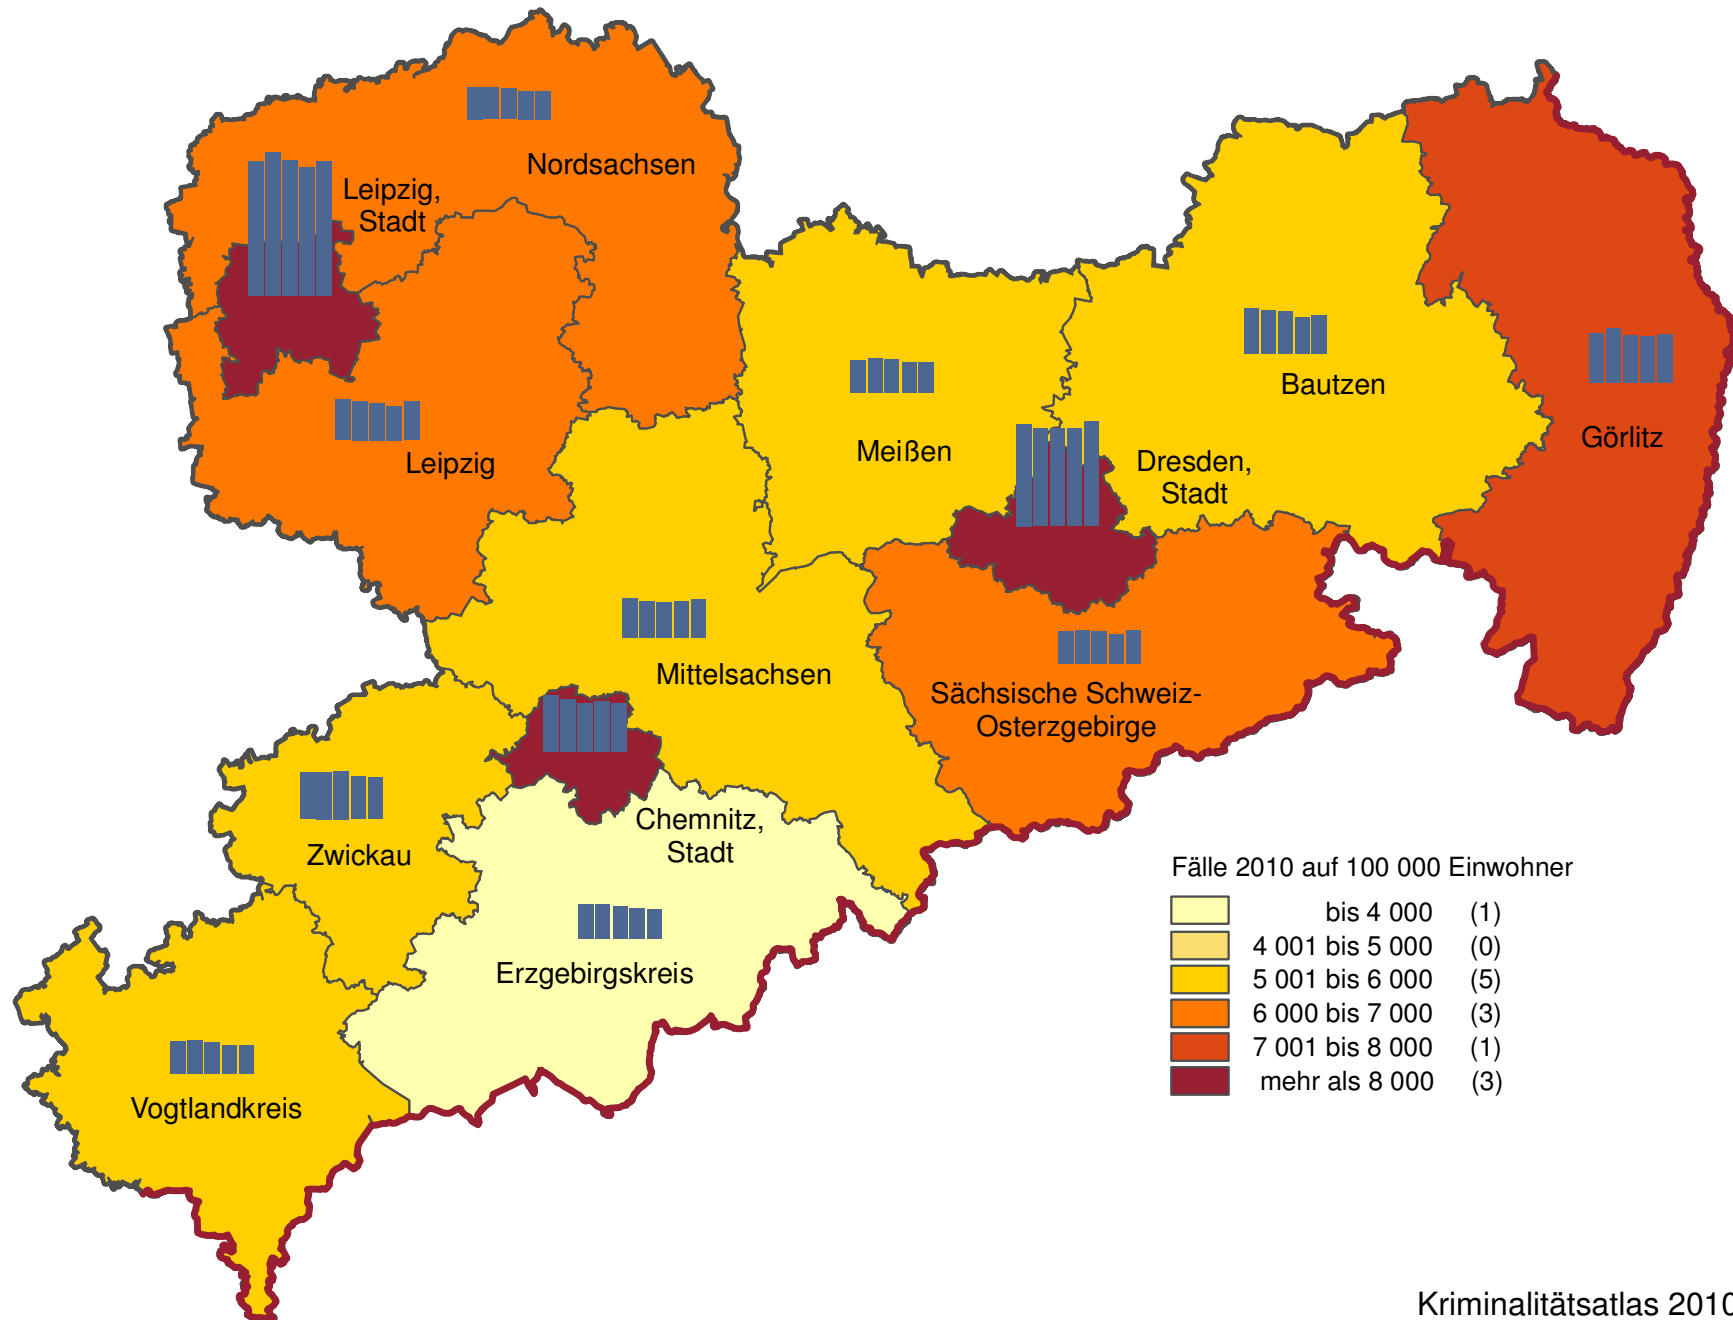 Nordsachsen
Leipzig,
Stadt
Leipzig
Meißen
Bautzen
Görlitz
Dresden,
Stadt
Mittelsachsen
Sächsische Schweiz-
Osterzgebirge
Chemnitz,
Stadt
Zwickau
Erzgebirgskreis
Vogtlandkreis
Fälle 2010 auf 100 000 Einwohner
bis 4 000 (1)
4 001 bis 5 000 (0)
5 001 bis 6 000 (5)
6 000 bis 7 000 (3)
7 001 bis 8 000 (1)
mehr als 8 000 (3)
Kriminalitätsatlas 2010